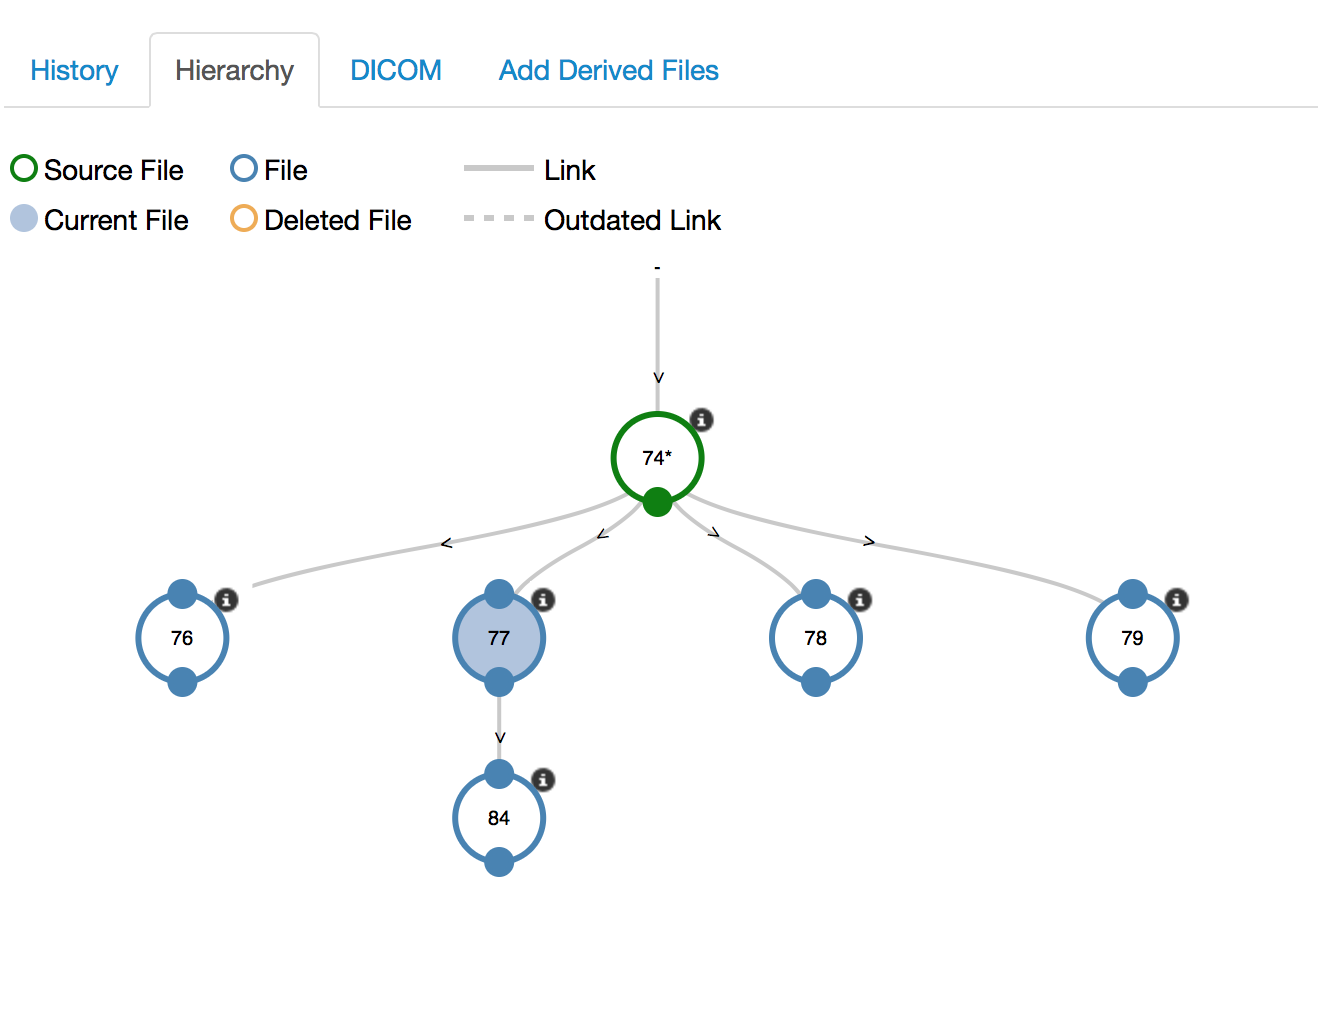 History Hierarchy DICOM Add Derived Files
Source File File Link
Current File Deleted File Outdated Link
-
74*
76 77 78 79
84